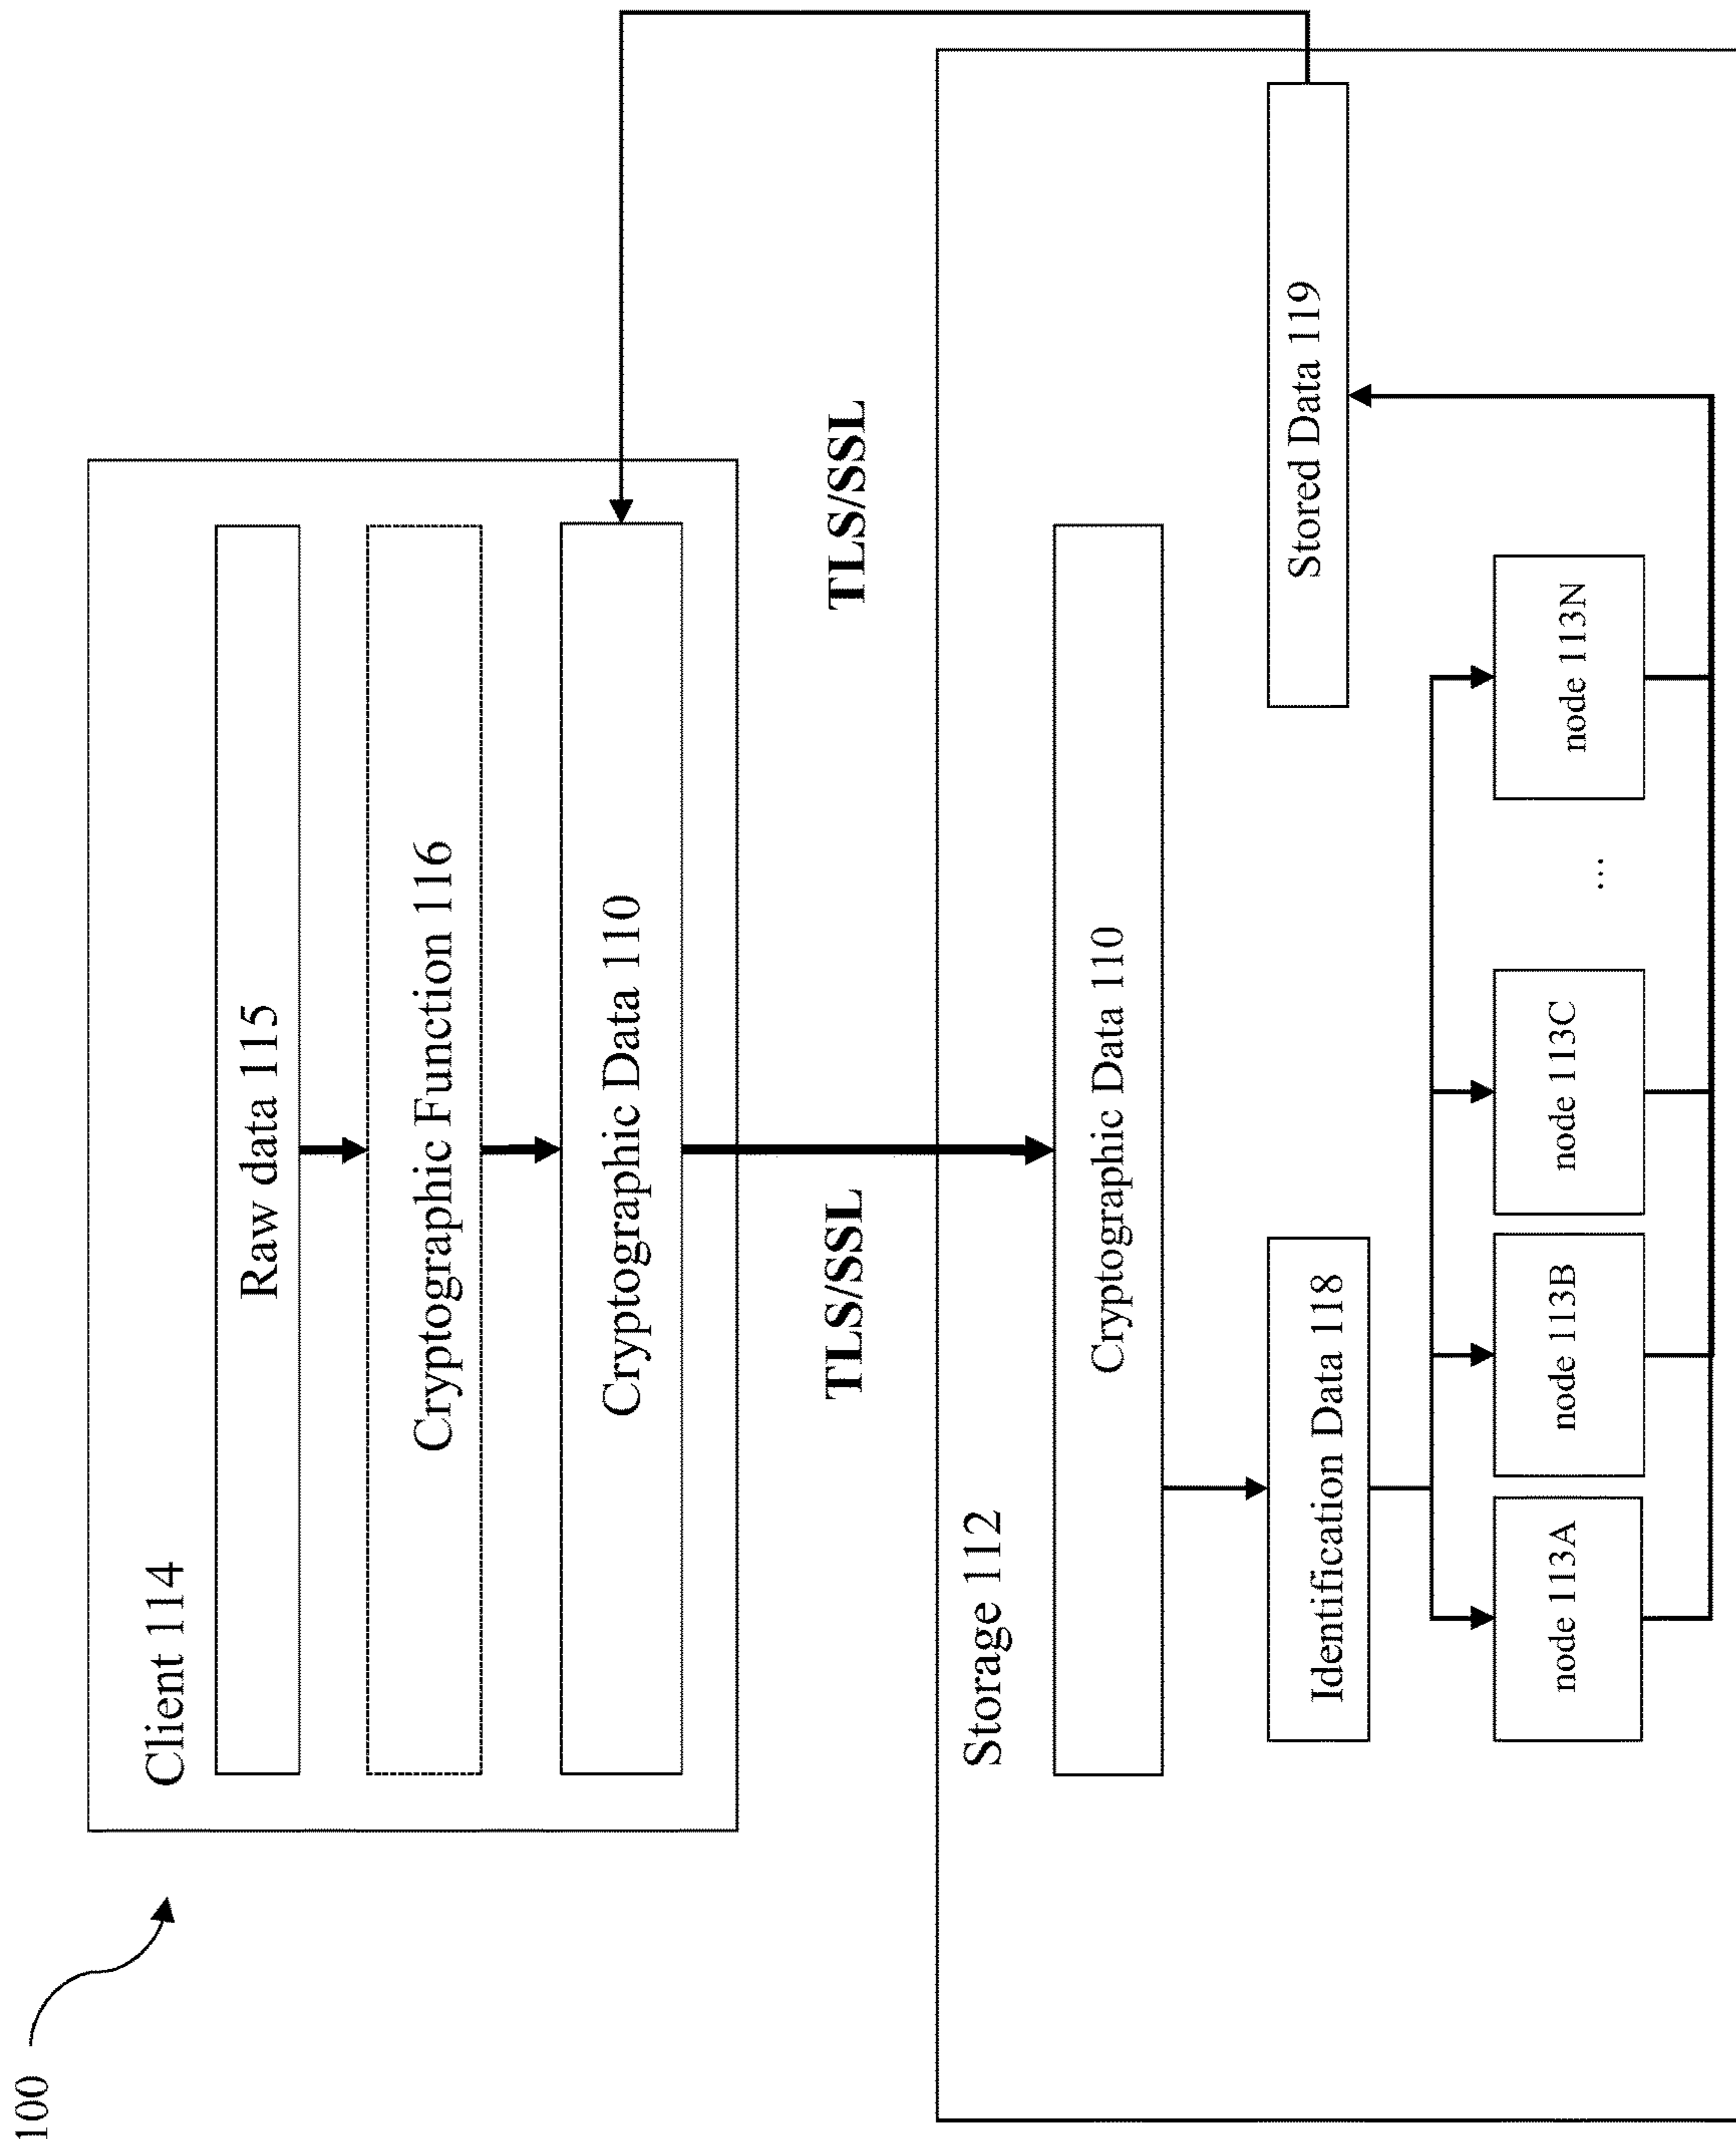 100
Client 114
Raw data 115
Cryptographic Function 116
Cryptographic Data 110
TLS/SSL
TLS/SSL
Storage 112
Cryptographic Data 110
Identification Data 118
Stored Data 119
node 113A
node 113B
node 113C
...
node 113N